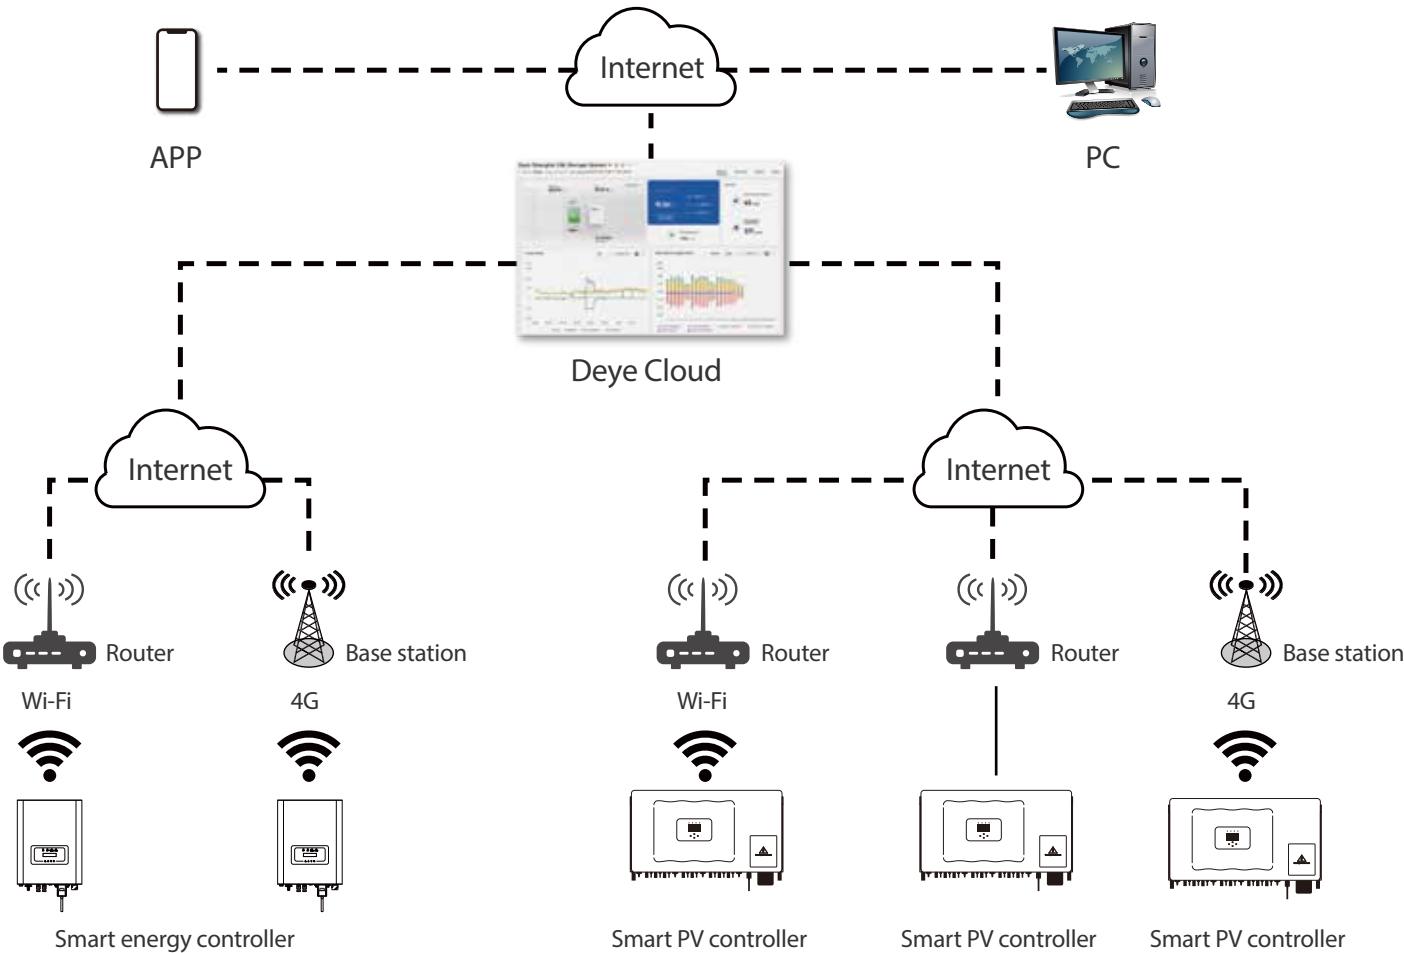 Internet
APP
PC
Deye Cloud
Internet
Internet
Router
Base station
Router
Router
Base station
Wi-Fi
4G
Wi-Fi
4G
Smart energy controller
Smart PV controller
Smart PV controller
Smart PV controller